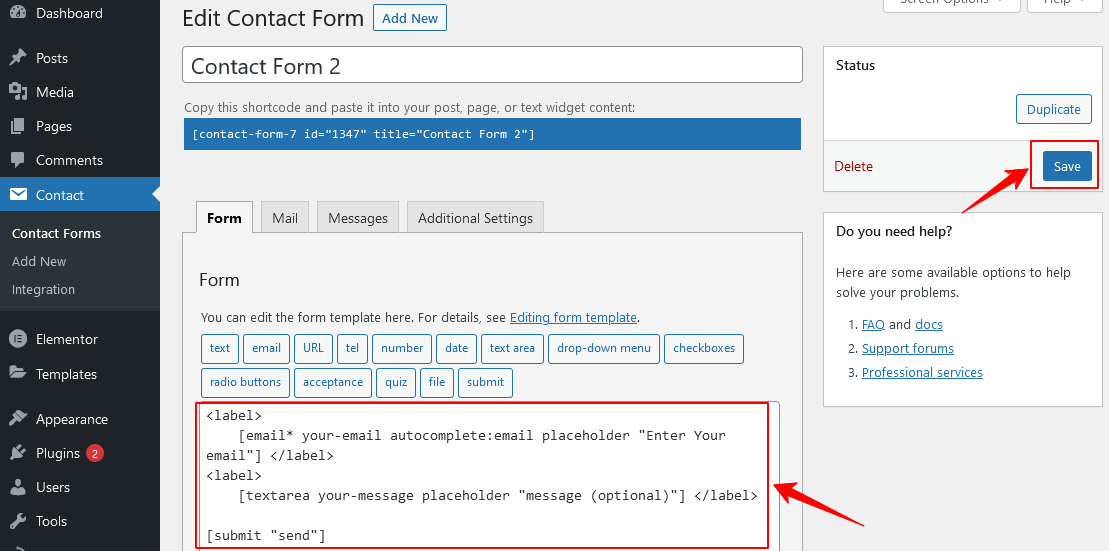 Dashboard
Posts
Media
Pages
Comments
Contact
Contact Forms
Add New
Integration
Elementor
Templates
Appearance
Plugins 2
Users
Tools
Edit Contact Form Add New
Screen Options
Help
Contact Form 2
Copy this shortcode and paste it into your post, page, or text widget content:
[contact-form-7 id="1347" title="Contact Form 2"]
Form Mail Messages Additional Settings
Form
You can edit the form template here. For details, see Editing form template.
text email URL tel number date text area drop-down menu checkboxes
radio buttons acceptance quiz file submit
<label>
    [email* your-email autocomplete:email placeholder "Enter Your
email"] </label>
<label>
    [textarea your-message placeholder "message (optional)"] </label>
[submit "send"]
Status
Duplicate
Delete Save
Do you need help?
Here are some available options to help
solve your problems.
1. FAQ and docs
2. Support forums
3. Professional services